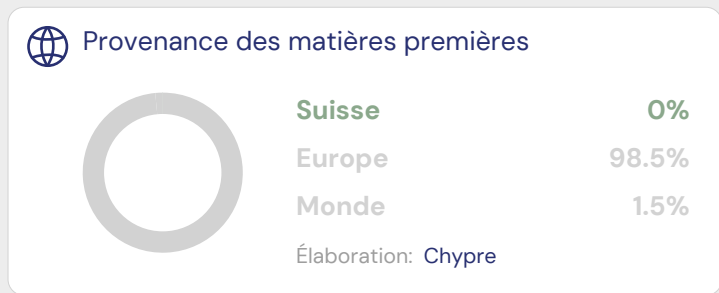 Provenance des matières premières
Suisse 0%
Europe 98.5%
Monde 1.5%
Élaboration: Chypre